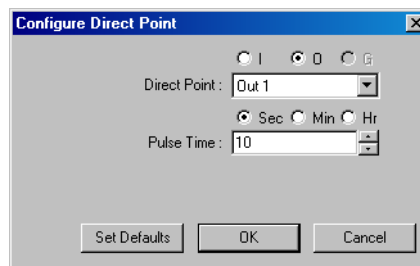 Configure Direct Point
I O G
Direct Point : Out 1
Sec Min Hr
Pulse Time : 10
Set Defaults OK Cancel